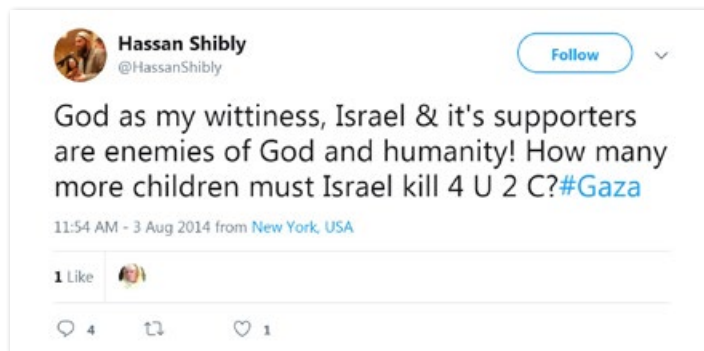 Hassan Shibly
@HassanShibly
Follow
God as my wittiness, Israel & it's supporters
are enemies of God and humanity! How many
more children must Israel kill 4 U 2 C?#Gaza
11:54 AM - 3 Aug 2014 from New York, USA
1 Like
4 1